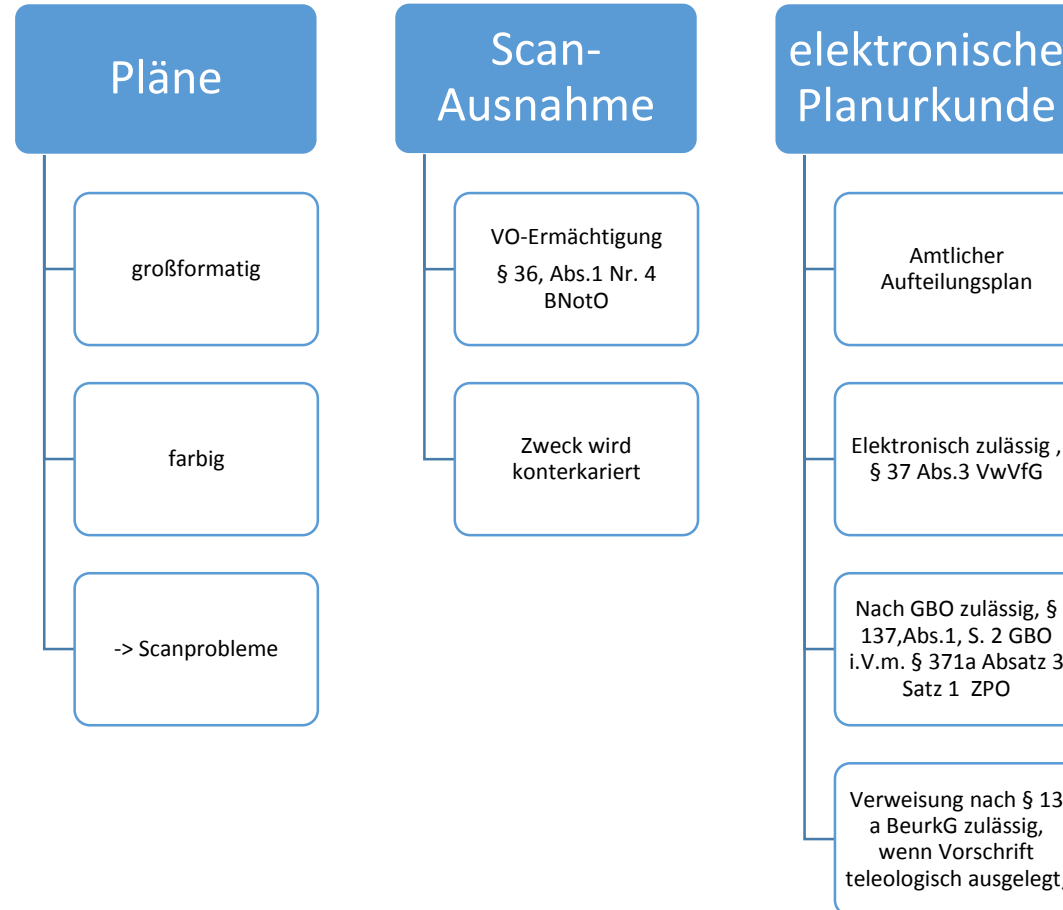 Pläne
großformatig
farbig
-> Scanprobleme
Scan-
Ausnahme
VO-Ermächtigung
§ 36, Abs.1 Nr. 4
BNotO
Zweck wird
konterkariert
elektronische
Planurkunde
Amtlicher
Aufteilungsplan
Elektronisch zulässig ,
§ 37 Abs.3 VwVfG
Nach GBO zulässig, §
137,Abs.1, S. 2 GBO
i.V.m. § 371a Absatz 3
Satz 1 ZPO
Verweisung nach § 13
a BeurkG zulässig,
wenn Vorschrift
teleologisch ausgelegt,